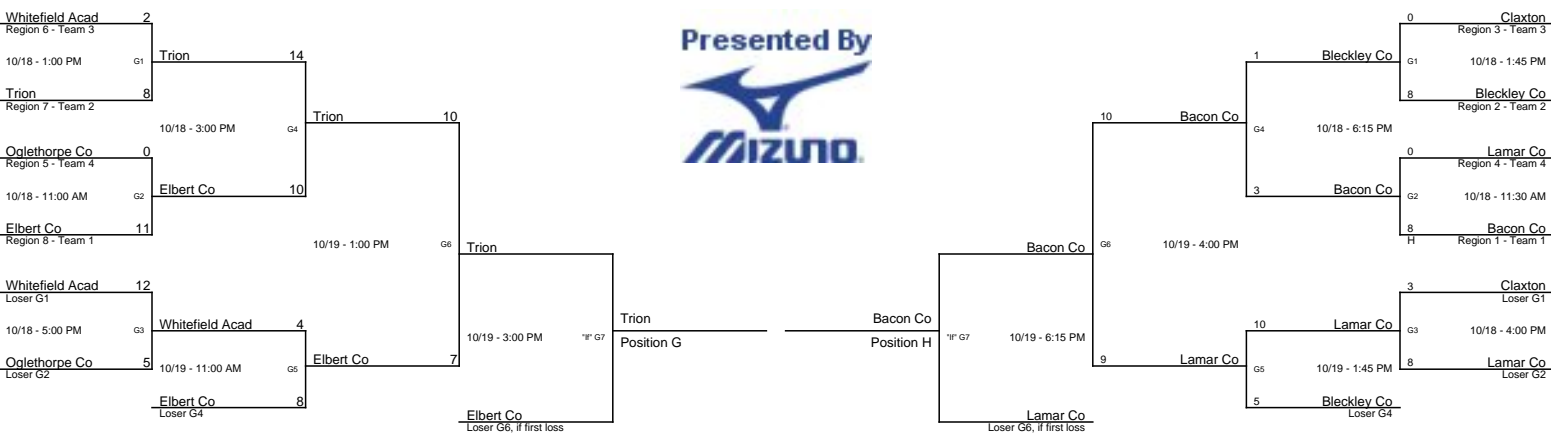 Whitefield Acad 2
Region 6 - Team 3
10/18 - 1:00 PM G1
Trion 8
Region 7 - Team 2
Trion 14
10/18 - 3:00 PM G4
Oglethorpe Co 0
Region 5 - Team 4
10/18 - 11:00 AM G2
Elbert Co 11
Region 8 - Team 1
Elbert Co 10
Trion 10
10/19 - 1:00 PM G6
Whitefield Acad 12
Loser G1
10/18 - 5:00 PM G3
Oglethorpe Co 5
Loser G2
Whitefield Acad 4
10/19 - 11:00 AM G5
Elbert Co 8
Loser G4
Elbert Co 7
Trion
10/19 - 3:00 PM "If" G7
Elbert Co
Loser G6, if first loss
Trion
Position G
Presented By
MIZUNO
0 Claxton
Region 3 - Team 3
G1 10/18 - 1:45 PM
8 Bleckley Co
Region 2 - Team 2
1 Bleckley Co
G4 10/18 - 6:15 PM
0 Lamar Co
Region 4 - Team 4
G2 10/18 - 11:30 AM
8 Bacon Co
H Region 1 - Team 1
3 Bacon Co
10 Bacon Co
G6 10/19 - 4:00 PM
3 Claxton
Loser G1
G3 10/18 - 4:00 PM
8 Lamar Co
Loser G2
10 Lamar Co
G5 10/19 - 1:45 PM
5 Bleckley Co
Loser G4
9 Lamar Co
Bacon Co
"If" G7 10/19 - 6:15 PM
Lamar Co
Loser G6, if first loss
Bacon Co
Position H